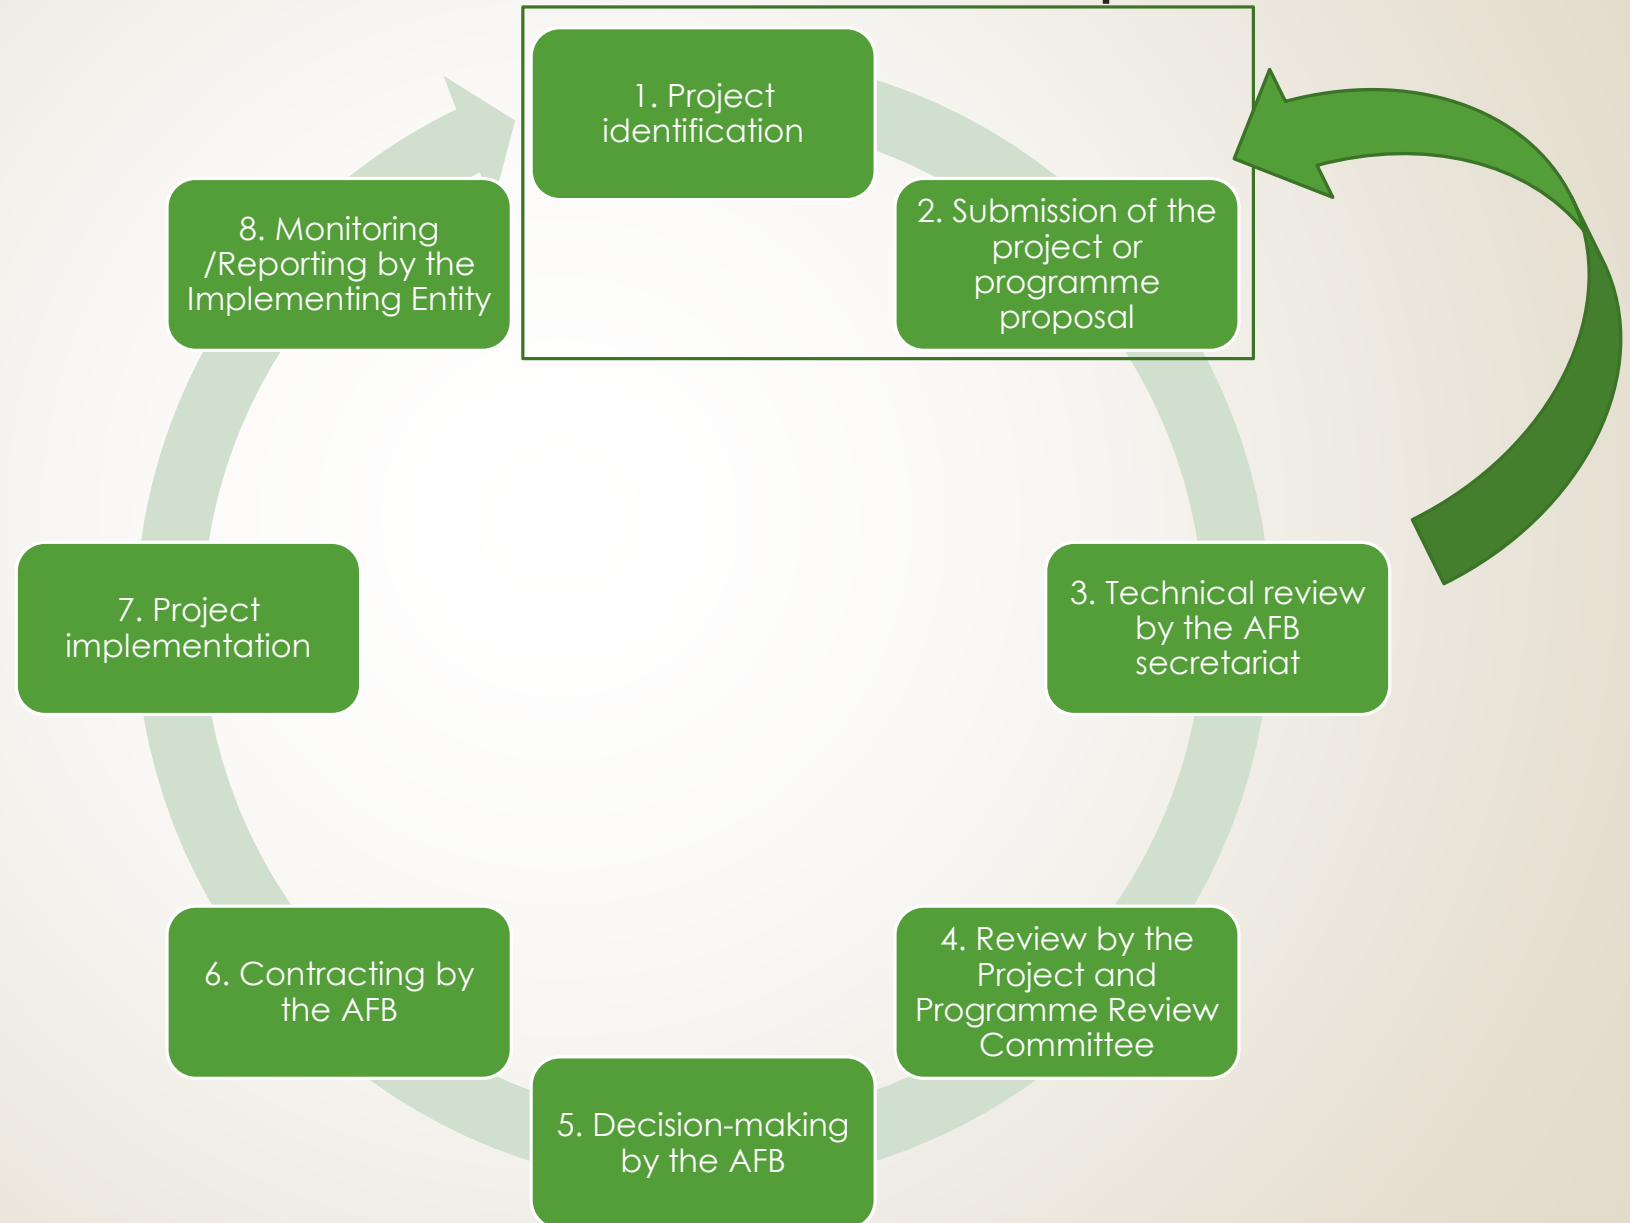 1. Project
identification
2. Submission of the
project or
programme
proposal
3. Technical review
by the AFB
secretariat
4. Review by the
Project and
Programme Review
Committee
5. Decision-making
by the AFB
6. Contracting by
the AFB
7. Project
implementation
8. Monitoring
/Reporting by the
Implementing Entity